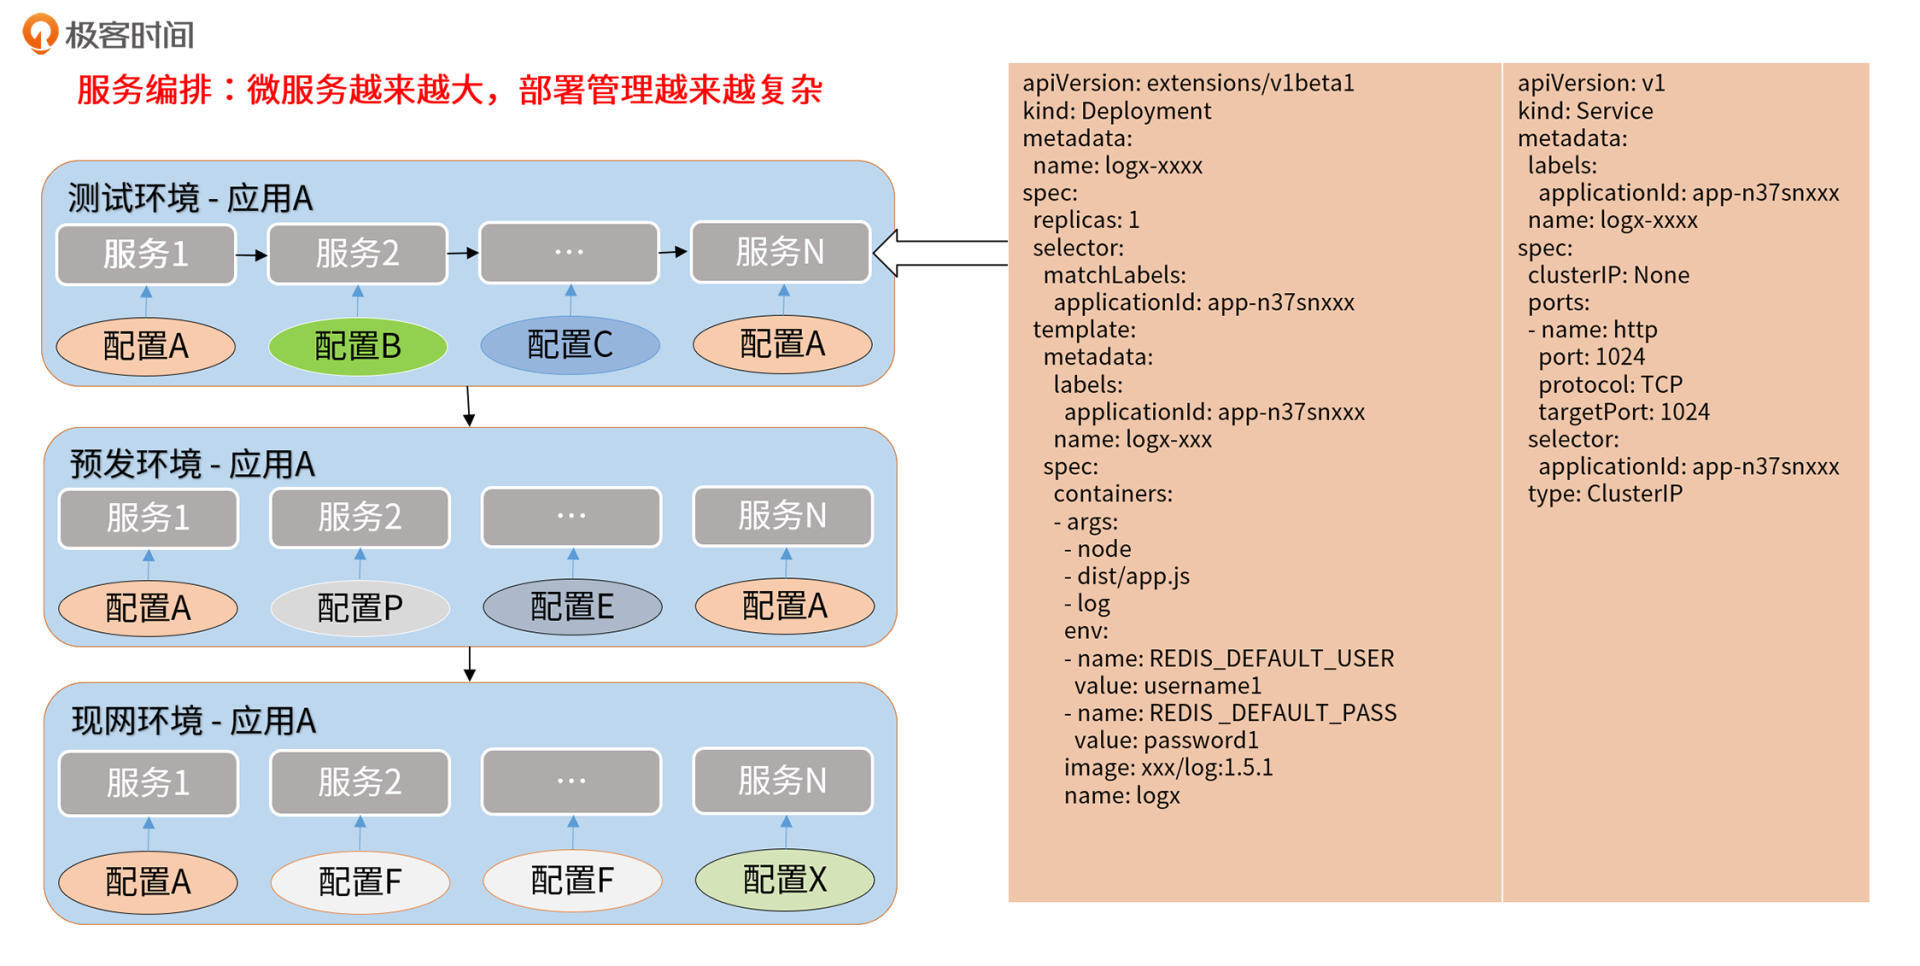 极客时间
服务编排：微服务越来越大，部署管理越来越复杂
测试环境 - 应用A
服务1
服务2
...
服务N
配置A
配置B
配置C
配置A
预发环境 - 应用A
服务1
服务2
...
服务N
配置A
配置P
配置E
配置A
现网环境 - 应用A
服务1
服务2
...
服务N
配置A
配置F
配置F
配置X
apiVersion: extensions/v1beta1
kind: Deployment
metadata:
  name: logx-xxxx
spec:
  replicas: 1
  selector:
    matchLabels:
      applicationId: app-n37snxxx
  template:
    metadata:
      labels:
        applicationId: app-n37snxxx
      name: logx-xxx
    spec:
      containers:
      - args:
        - node
        - dist/app.js
        - log
        env:
        - name: REDIS_DEFAULT_USER
          value: username1
        - name: REDIS _DEFAULT_PASS
          value: password1
        image: xxx/log:1.5.1
        name: logx
apiVersion: v1
kind: Service
metadata:
  labels:
    applicationId: app-n37snxxx
  name: logx-xxxx
spec:
  clusterIP: None
  ports:
  - name: http
    port: 1024
    protocol: TCP
    targetPort: 1024
  selector:
    applicationId: app-n37snxxx
  type: ClusterIP